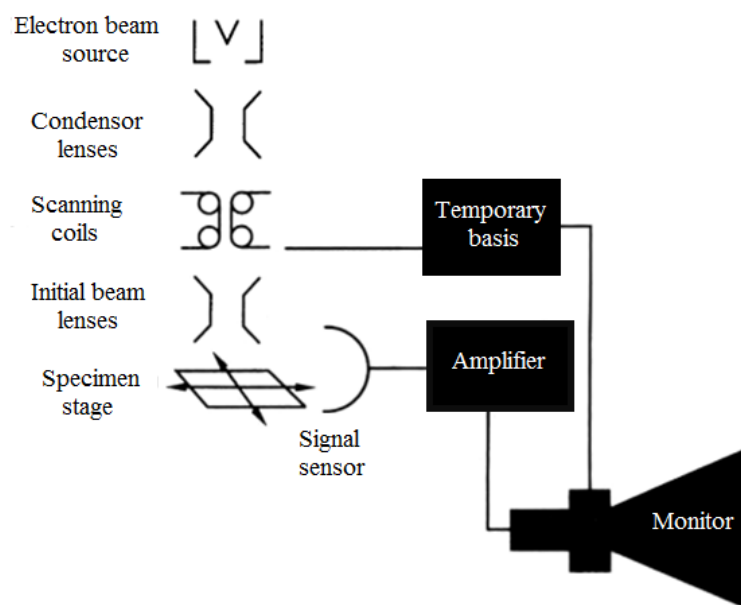 Electron beam
source
Condensor
lenses
Scanning
coils
Temporary
basis
Initial beam
lenses
Amplifier
Specimen
stage
Signal
sensor
Monitor